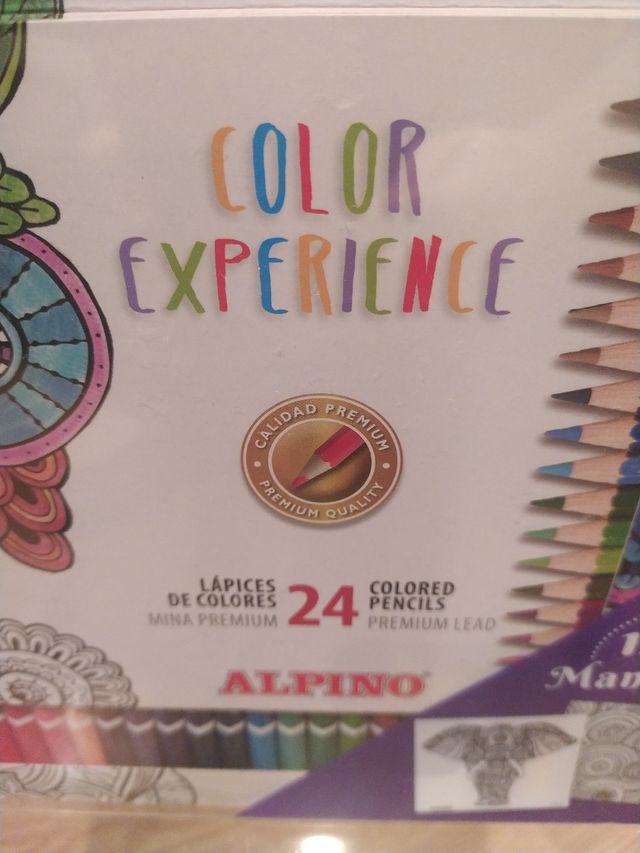 COLOR
EXPERIENCE
CALIDAD PREMIUM
PREMIUM QUALITY
LÁPICES
DE COLORES
MINA PREMIUM
24
COLORED
PENCILS
PREMIUM LEAD
ALPINO